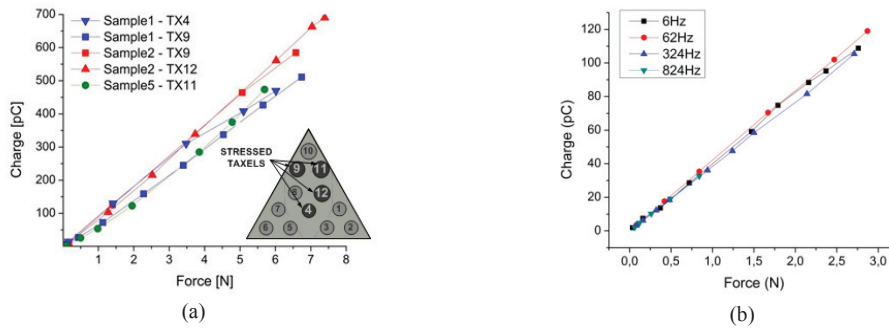 700
600
500
400
300
200
100
Charge [pC]
Sample1 - TX4
Sample1 - TX9
Sample2 - TX9
Sample2 - TX12
Sample5 - TX11
STRESSED
TAXELS
10
9
11
8
12
7
4
1
6
5
3
2
0
1
2
3
4
5
6
7
8
Force [N]
(a)
120
100
80
60
40
20
0
Charge (pC)
6Hz
62Hz
324Hz
824Hz
0,0
0,5
1,0
1,5
2,0
2,5
3,0
Force (N)
(b)